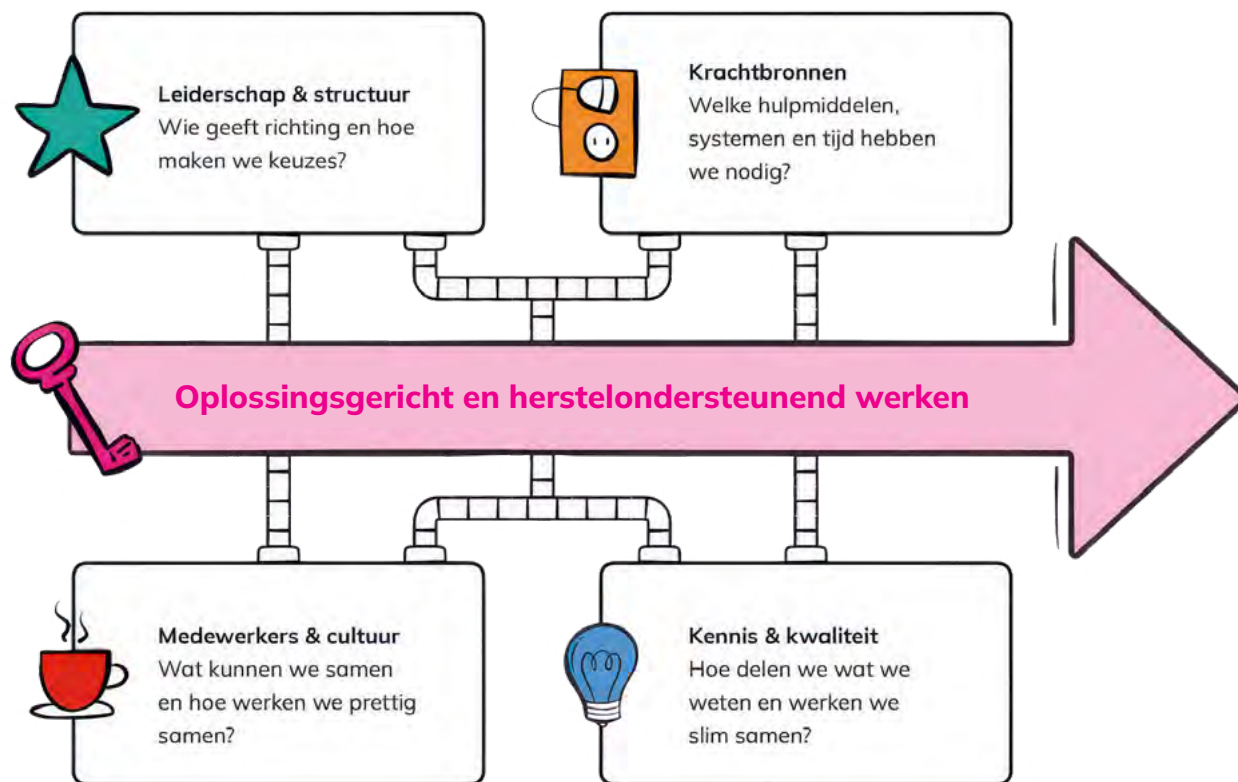 Leiderschap & structuur
Wie geeft richting en hoe
maken we keuzes?
Krachtbronnen
Welke hulpmiddelen,
systemen en tijd hebben
we nodig?
Oplossingsgericht en herstelondersteunend werken
Medewerkers & cultuur
Wat kunnen we samen
en hoe werken we prettig
samen?
Kennis & kwaliteit
Hoe delen we wat we
weten en werken we
slim samen?